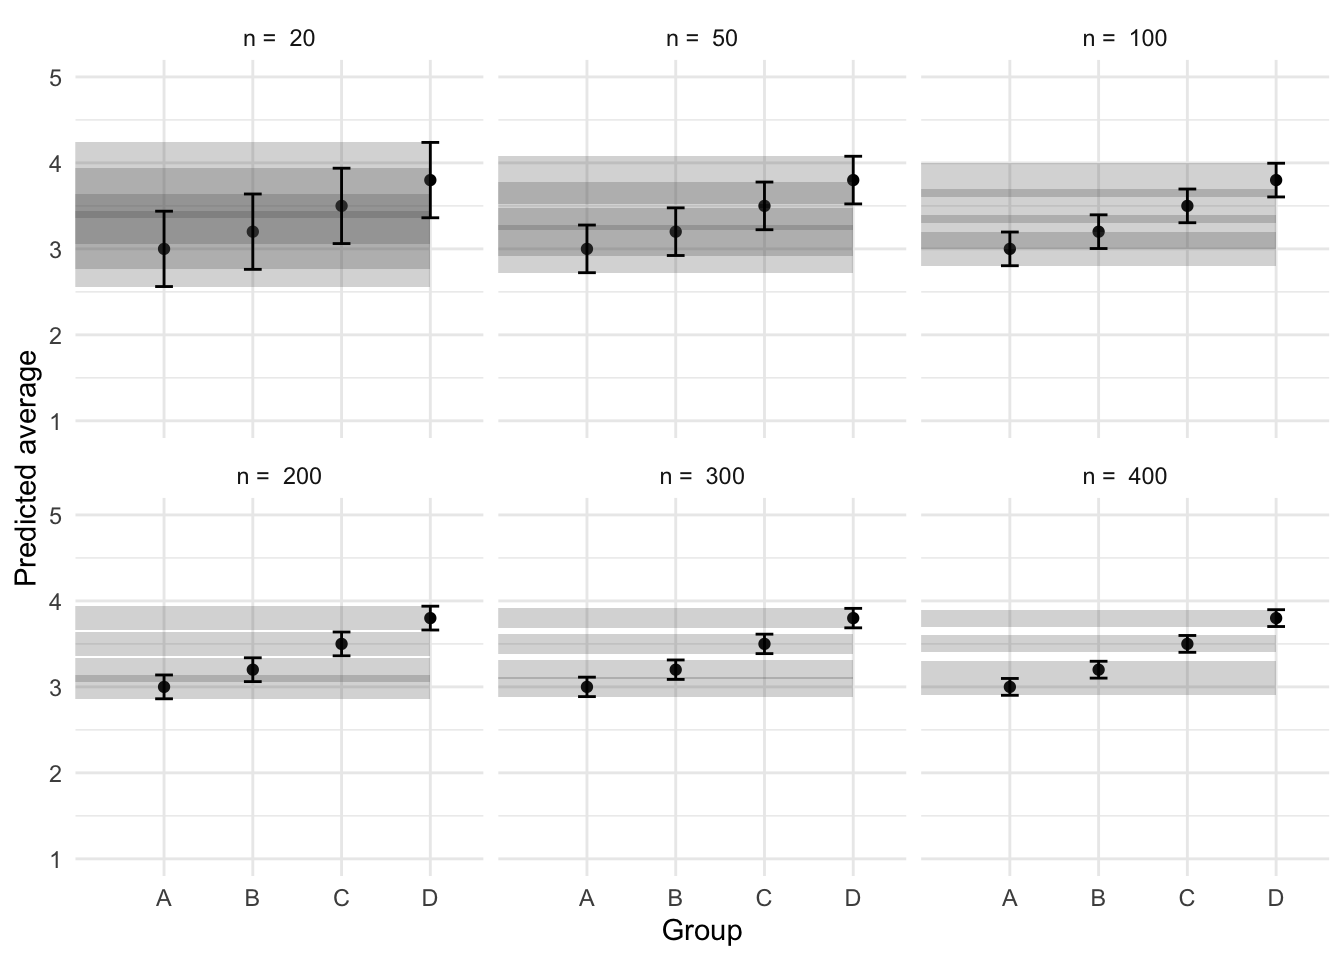 n =  20
n =  50
n =  100
5
4
3
2
1
n =  200
n =  300
n =  400
5
4
3
2
1
A B C D
A B C D
A B C D
Group
Predicted average